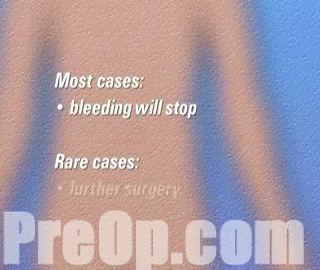 Most cases:
• bleeding will stop
Rare cases:
• further surgery
PreOp.com